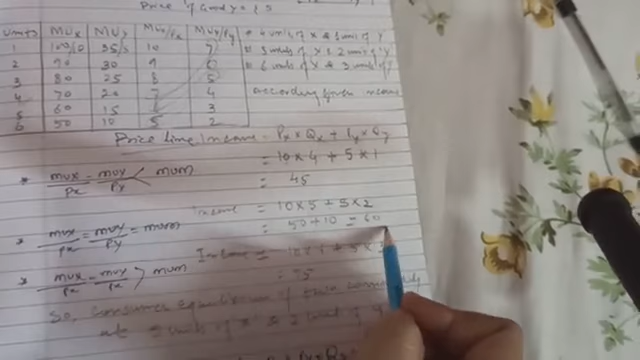 Price of Good y = 5
Units MUx MUy MUx/Px MUy/Py
1 100/10 35/5 10 7
2 90 30 9 6
3 80 25 8 5
4 70 20 7 4
5 60 15 6 3
6 50 10 5 2
* 4 units of X & 1 unit of Y
* 5 units of X & 2 units of Y
* 6 units of X & 3 units of Y
according given income
Price line Income = Px × Qx + Py × Qy
= 10 × 4 + 5 × 1
= 45
* MUx/Px = MUy/Py < MUM
Income = 10 × 5 + 5 × 2
= 50 + 10 = 60
* MUx/Px = MUy/Py = MUM
Income =
= 75
* MUx/Px = MUy/Py > MUM
So, consumer equilibrium
at 5 units of X & 2 unit of Y